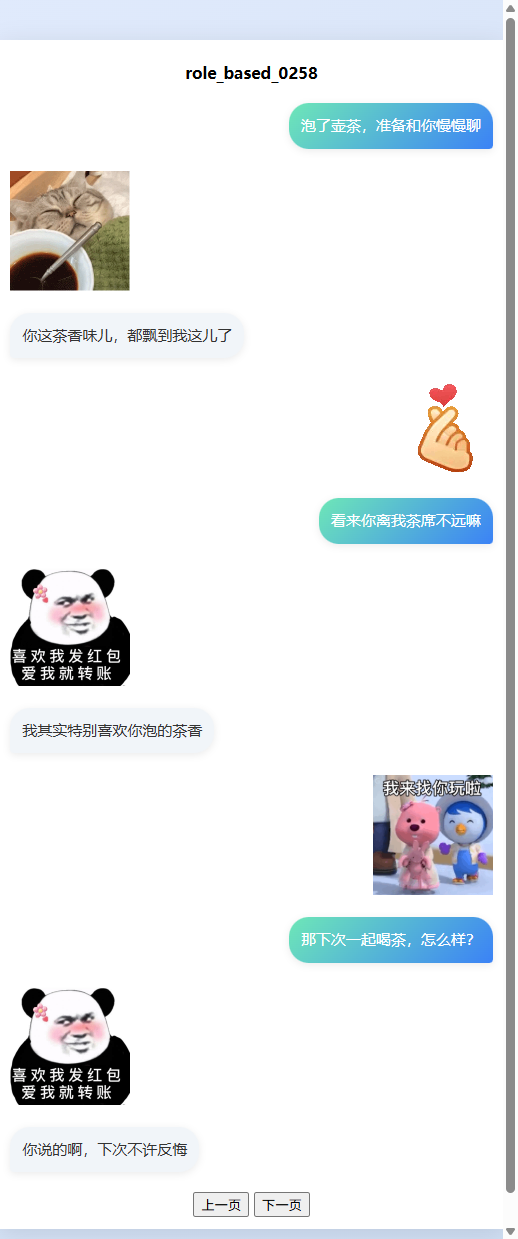 role_based_0258
泡了壶茶，准备和你慢慢聊
你这茶香味儿，都飘到我这儿了
看来你离我茶席不远嘛
喜欢我发红包
爱我就转账
我其实特别喜欢你泡的茶香
我来找你玩啦
那下次一起喝茶，怎么样？
喜欢我发红包
爱我就转账
你说的啊，下次不许反悔
上一页 下一页